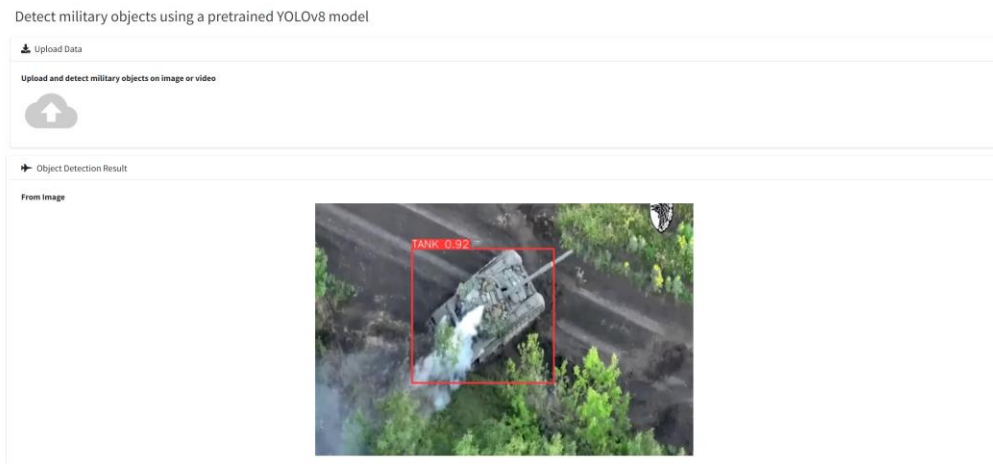 Detect military objects using a pretrained YOLOv8 model
Upload Data
Upload and detect military objects on image or video
Object Detection Result
From Image
TANK 0.92